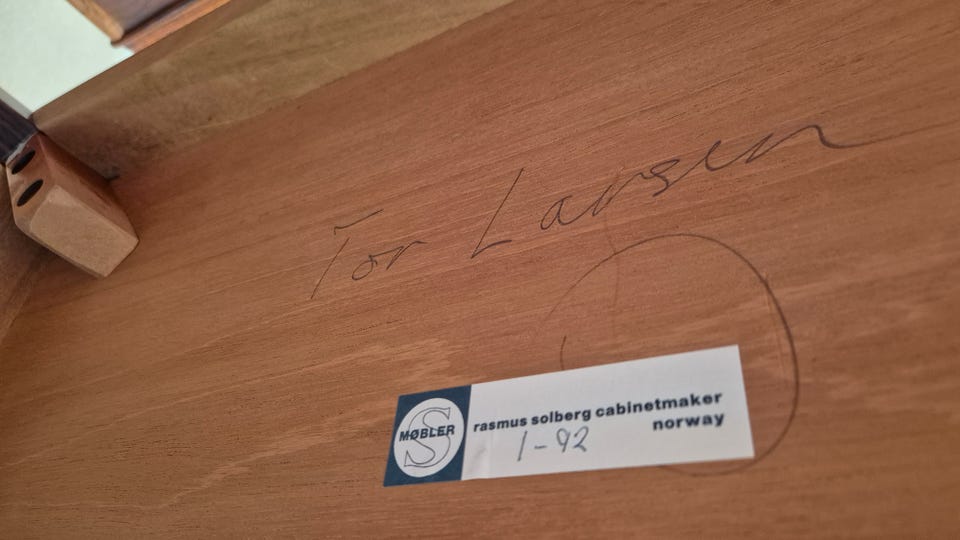 Tor Larsen
MØBLER
S
rasmus solberg cabinetmaker
norway
1-92